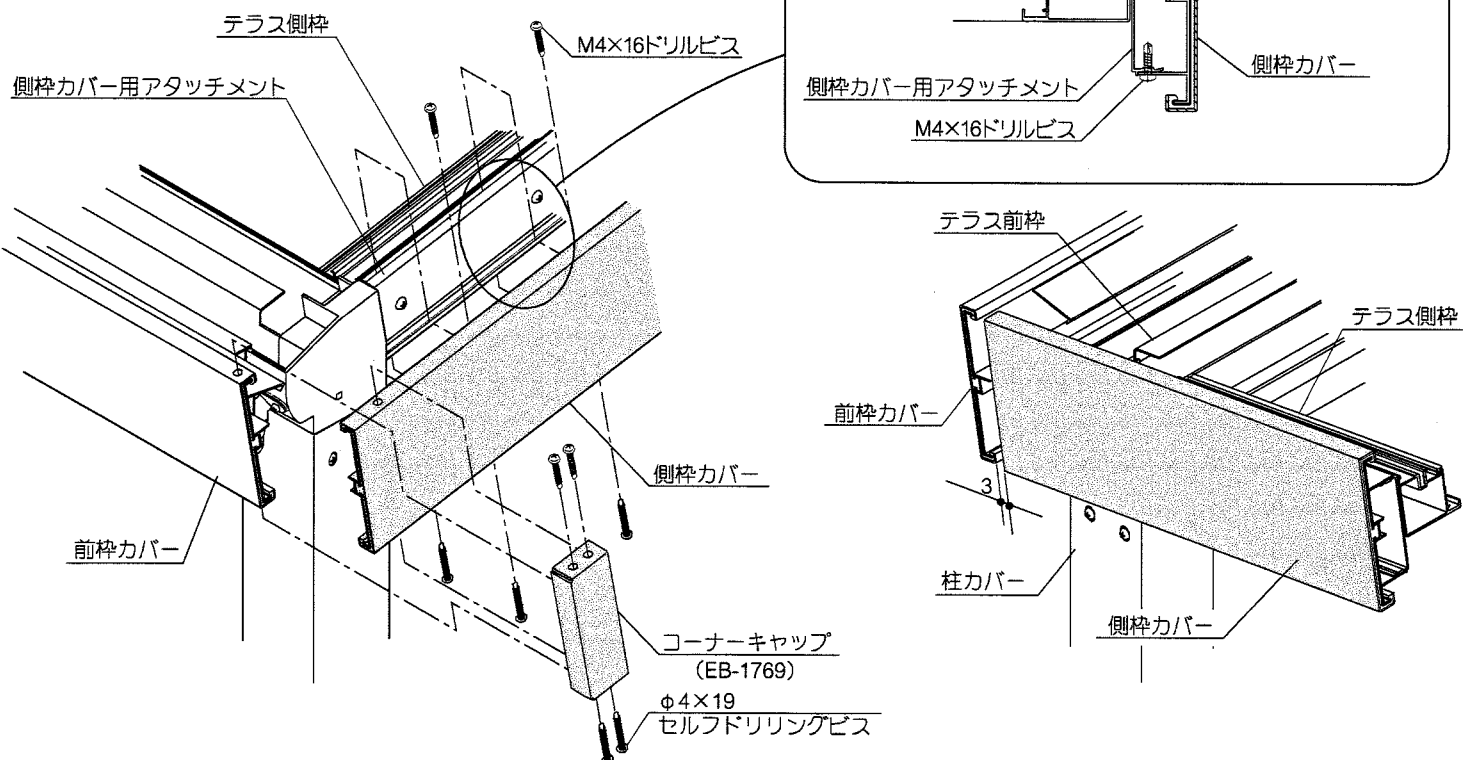 テラス側枠
M4×16ドリルビス
側枠カバー用アタッチメント
前枠カバー
側枠カバー
コーナーキャップ
(EB-1769)
φ4×19
セルフドリリングビス
側枠カバー用アタッチメント
側枠カバー
M4×16ドリルビス
テラス前枠
テラス側枠
前枠カバー
3
柱カバー
側枠カバー